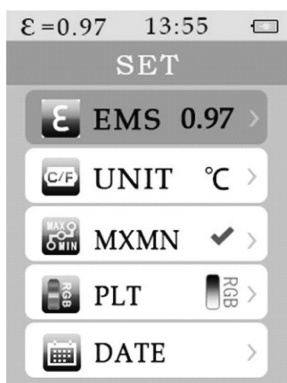 ε=0.97 13:55
SET
ε EMS 0.97
C/F UNIT °C
MAX MIN MXMN
RGB PLT RGB
DATE